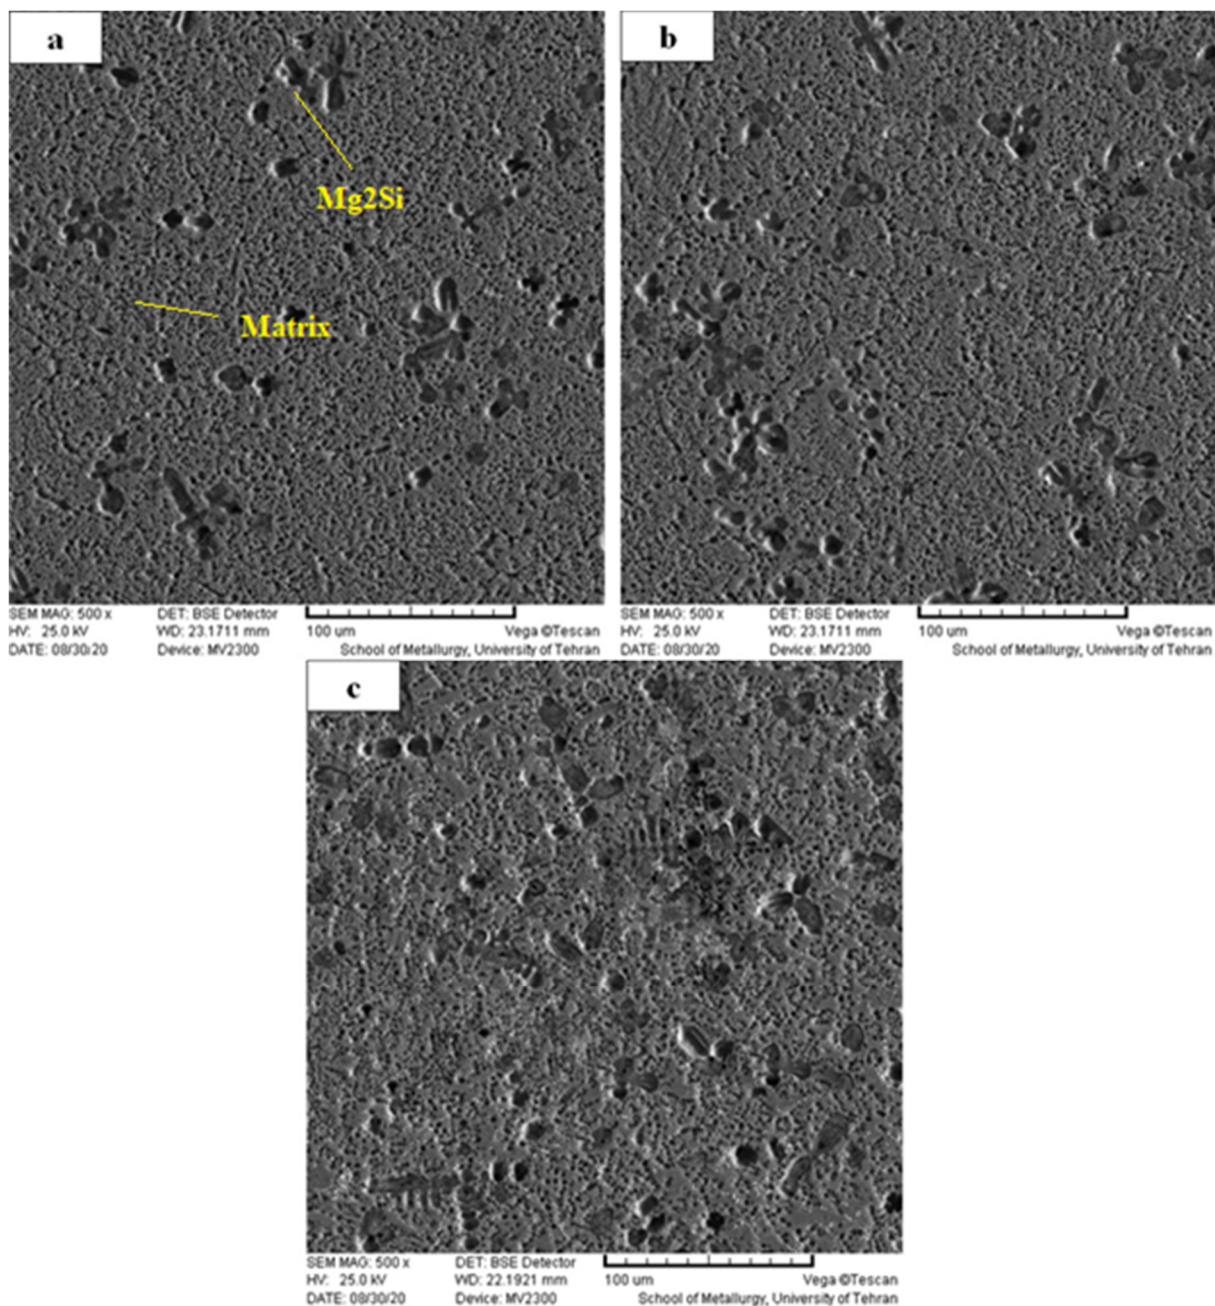 a
b
Mg2Si
Matrix
SEM MAG: 500 x DET: BSE Detector
HV: 25.0 kV WD: 23.1711 mm 100 um Vega ©Tescan
DATE: 08/30/20 Device: MV2300 School of Metallurgy, University of Tehran
SEM MAG: 500 x DET: BSE Detector
HV: 25.0 kV WD: 23.1711 mm 100 um Vega ©Tescan
DATE: 08/30/20 Device: MV2300 School of Metallurgy, University of Tehran
c
SEM MAG: 500 x DET: BSE Detector
HV: 25.0 kV WD: 22.1921 mm 100 um Vega ©Tescan
DATE: 08/30/20 Device: MV2300 School of Metallurgy, University of Tehran